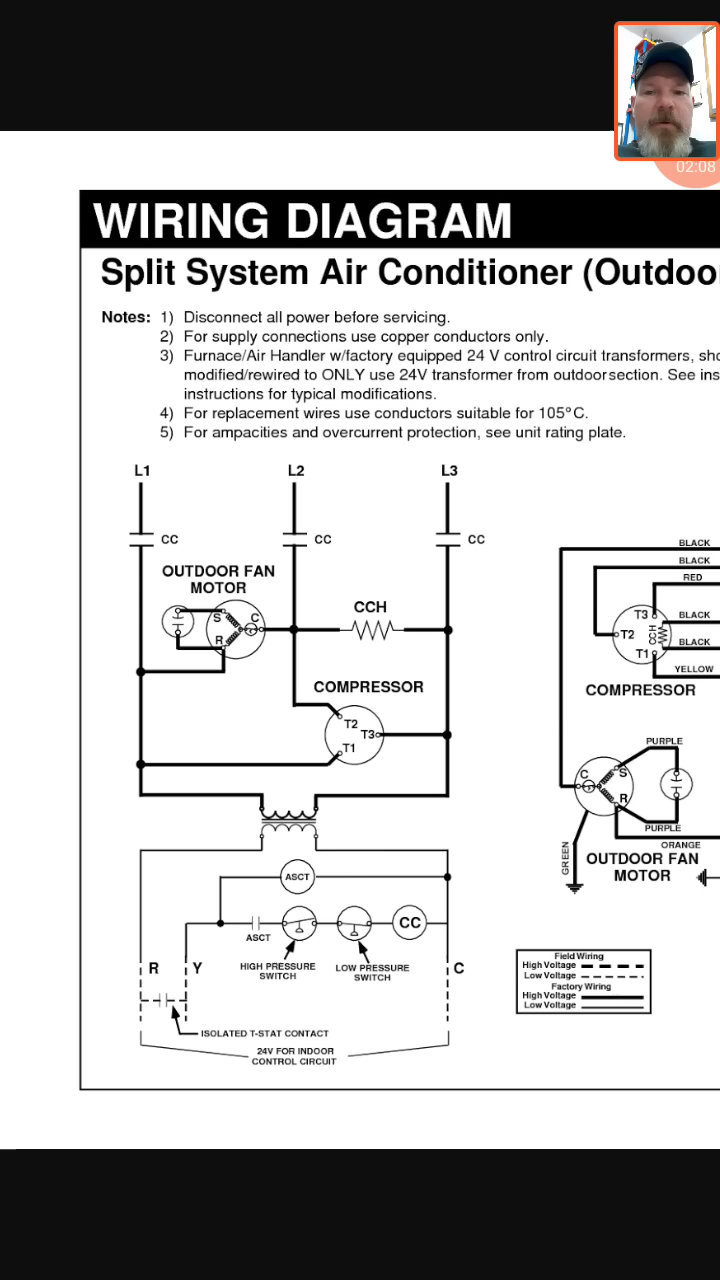 02:08
WIRING DIAGRAM
Split System Air Conditioner (Outdoo
Notes: 1) Disconnect all power before servicing.
2) For supply connections use copper conductors only.
3) Furnace/Air Handler w/factory equipped 24 V control circuit transformers, sho
modified/rewired to ONLY use 24V transformer from outdoor section. See ins
instructions for typical modifications.
4) For replacement wires use conductors suitable for 105°C.
5) For ampacities and overcurrent protection, see unit rating plate.
L1 L2 L3
CC CC CC
OUTDOOR FAN
MOTOR
S C
R
CCH
COMPRESSOR
T2
T3
T1
ASCT
ASCT
CC
HIGH PRESSURE
SWITCH
LOW PRESSURE
SWITCH
R Y C
ISOLATED T-STAT CONTACT
24V FOR INDOOR
CONTROL CIRCUIT
BLACK
BLACK
RED
T3
BLACK
T2
CCH
BLACK
T1
YELLOW
COMPRESSOR
PURPLE
C S
R
PURPLE
ORANGE
GREEN
OUTDOOR FAN
MOTOR
Field Wiring
High Voltage
Low Voltage
Factory Wiring
High Voltage
Low Voltage